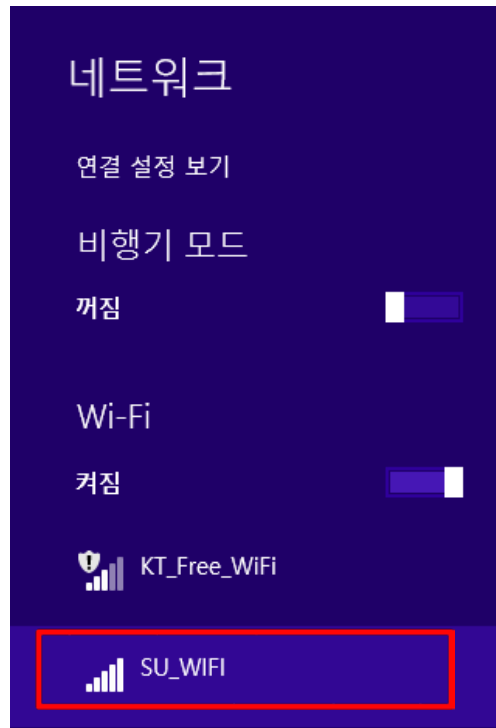 네트워크
연결 설정 보기
비행기 모드
꺼짐
Wi-Fi
켜짐
KT_Free_WiFi
SU_WIFI